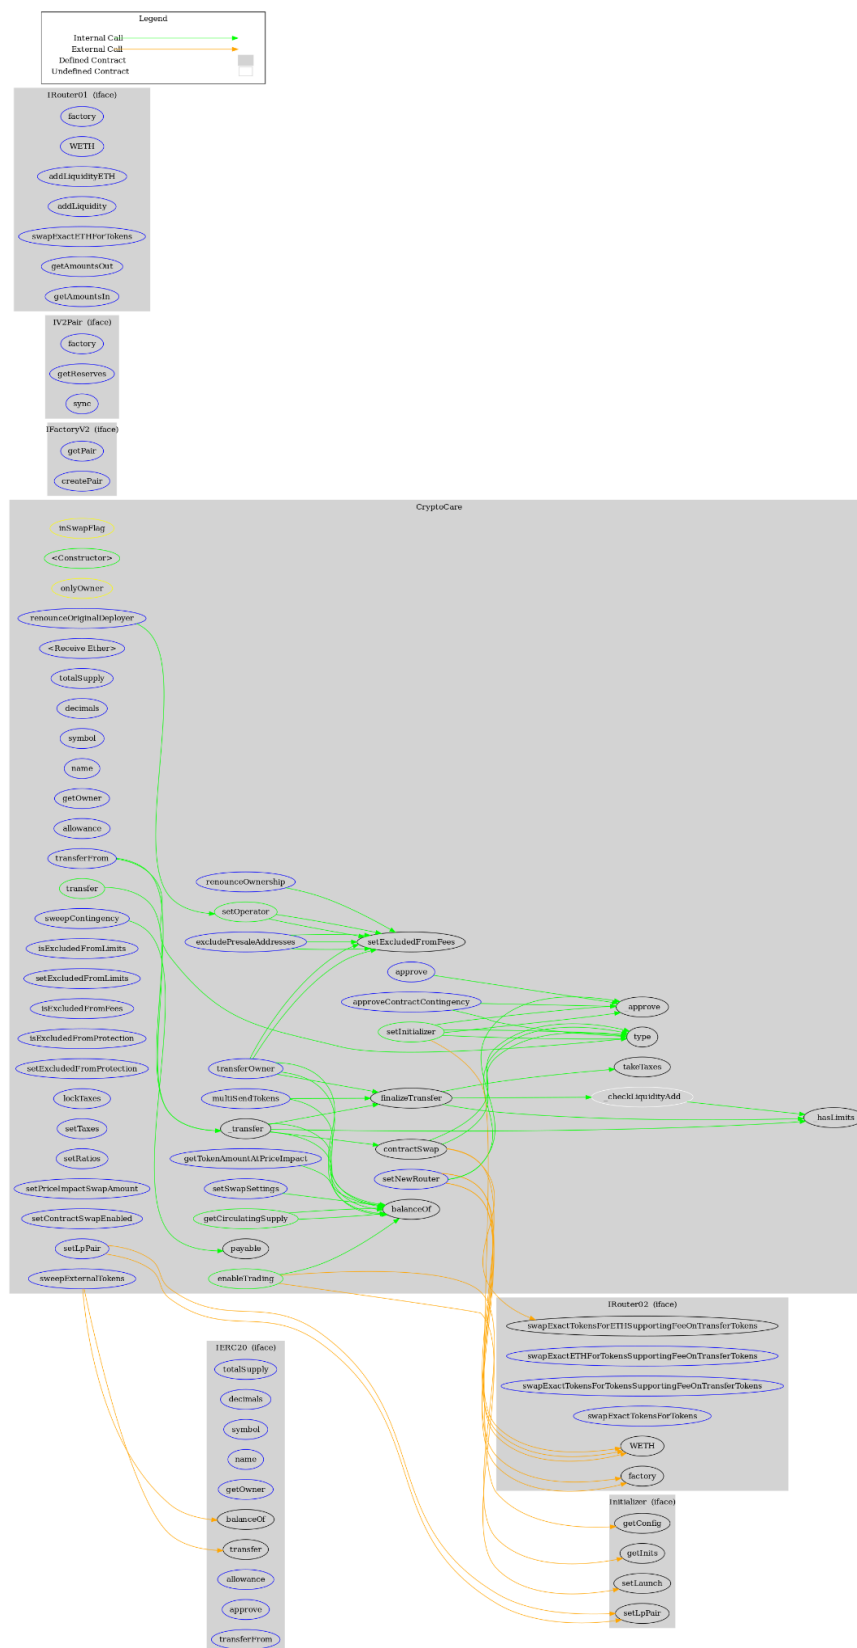 Legend
Internal Call
External Call
Defined Contract
Undefined Contract
IRouter01 (iface)
factory
WETH
addLiquidityETH
addLiquidity
swapExactETHForTokens
getAmountsOut
getAmountsIn
IV2Pair (iface)
factory
getReserves
sync
IFactoryV2 (iface)
getPair
createPair
CryptoCare
inSwapFlag
<Constructor>
onlyOwner
renounceOriginalDeployer
<Receive Ether>
totalSupply
decimals
symbol
name
getOwner
allowance
transferFrom
transfer
sweepContingency
isExcludedFromLimits
setExcludedFromLimits
isExcludedFromFees
isExcludedFromProtection
setExcludedFromProtection
lockTaxes
setTaxes
setRatios
setPriceImpactSwapAmount
setContractSwapEnabled
setLpPair
sweepExternalTokens
renounceOwnership
setOperator
excludePresaleAddresses
transferOwner
multiSendTokens
_transfer
getTokenAmountAtPriceImpact
setSwapSettings
getCirculatingSupply
payable
enableTrading
setExcludedFromFees
approve
approveContractContingency
setInitializer
finalizeTransfer
contractSwap
setNewRouter
balanceOf
_approve
type
takeTaxes
_checkLiquidityAdd
_hasLimits
IRouter02 (iface)
swapExactTokensForETHSupportingFeeOnTransferTokens
swapExactETHForTokensSupportingFeeOnTransferTokens
swapExactTokensForTokensSupportingFeeOnTransferTokens
swapExactTokensForTokens
WETH
factory
IERC20 (iface)
totalSupply
decimals
symbol
name
getOwner
balanceOf
transfer
allowance
approve
transferFrom
Initializer (iface)
getConfig
getInits
setLaunch
setLpPair